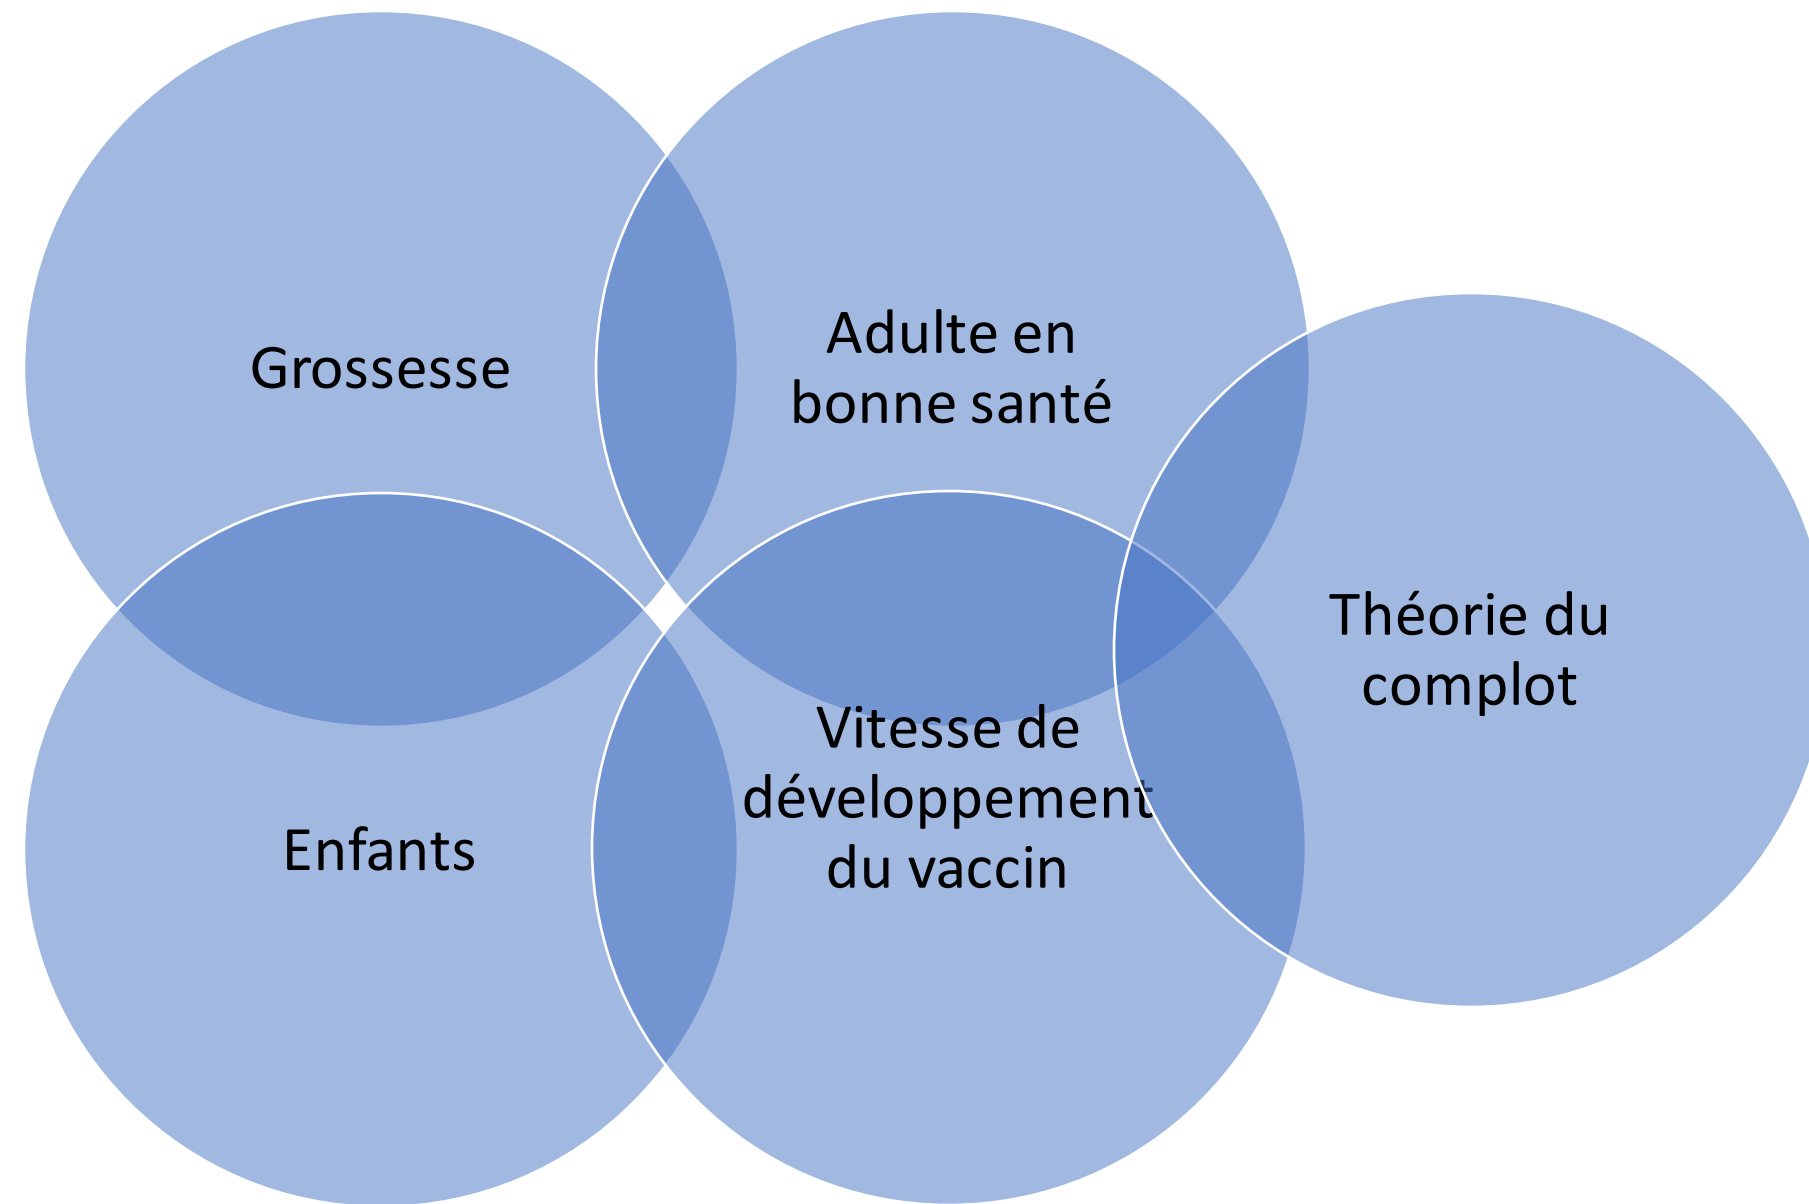 Grossesse
Adulte en
bonne santé
Théorie du
complot
Enfants
Vitesse de
développement
du vaccin